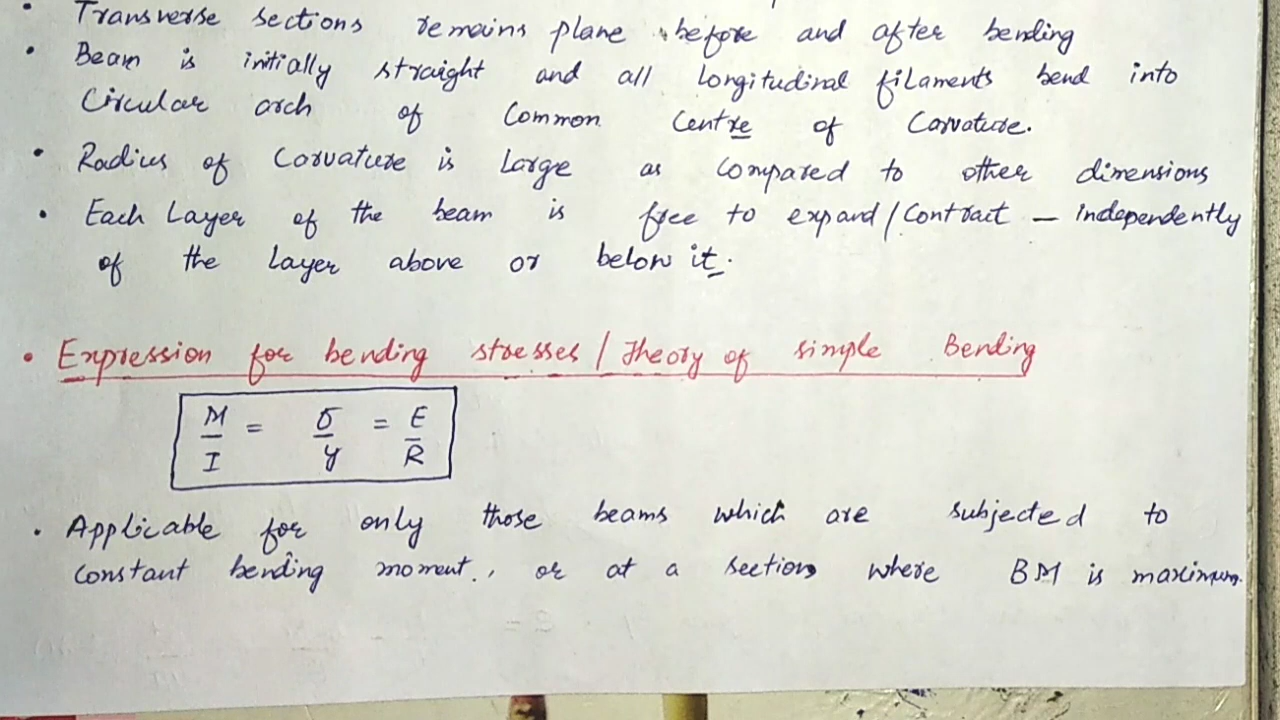 • Transverse sections remains plane before and after bending
• Beam is initially straight and all longitudinal filaments bend into
Circular arch of Common Centre of Curvature.
• Radius of Curvature is Large as Compared to other dimensions
• Each Layer of the beam is free to expand/Contract – independently
of the layer above or below it.
• Expression for bending stresses / Theory of simple Bending
M/I = σ/y = E/R
• Applicable for only those beams which are subjected to
Constant bending moment, or at a section where BM is maximum.